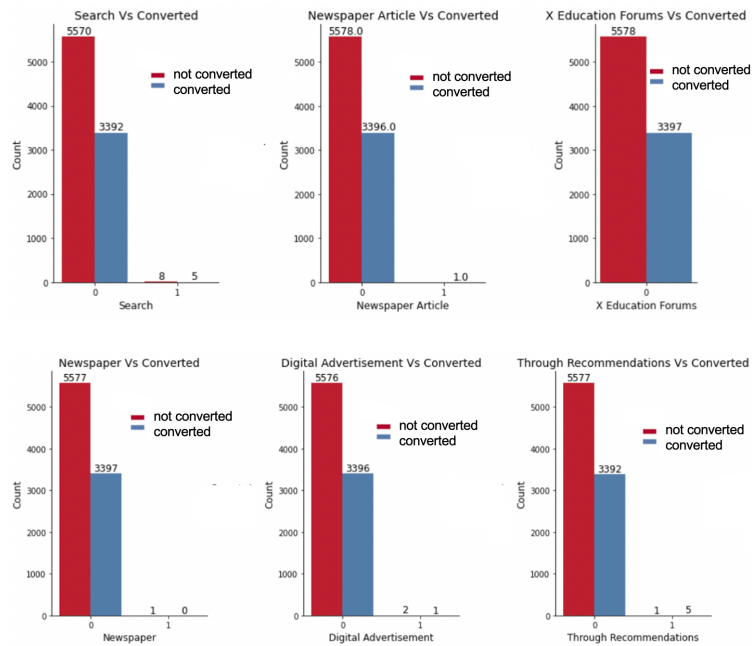 Search Vs Converted
5570
not converted
converted
5000
4000
3392
3000
2000
1000
8
5
0
0
1
Count
Search
Newspaper Article Vs Converted
5578.0
not converted
converted
5000
4000
3396.0
3000
2000
1000
1.0
0
0
1
Count
Newspaper Article
X Education Forums Vs Converted
5578
not converted
converted
5000
4000
3397
3000
2000
1000
0
0
Count
X Education Forums
Newspaper Vs Converted
5577
not converted
converted
5000
4000
3397
3000
2000
1000
1
0
0
0
1
Count
Newspaper
Digital Advertisement Vs Converted
5576
not converted
converted
5000
4000
3396
3000
2000
1000
2
1
0
0
1
Count
Digital Advertisement
Through Recommendations Vs Converted
5577
not converted
converted
5000
4000
3392
3000
2000
1000
1
5
0
0
1
Count
Through Recommendations